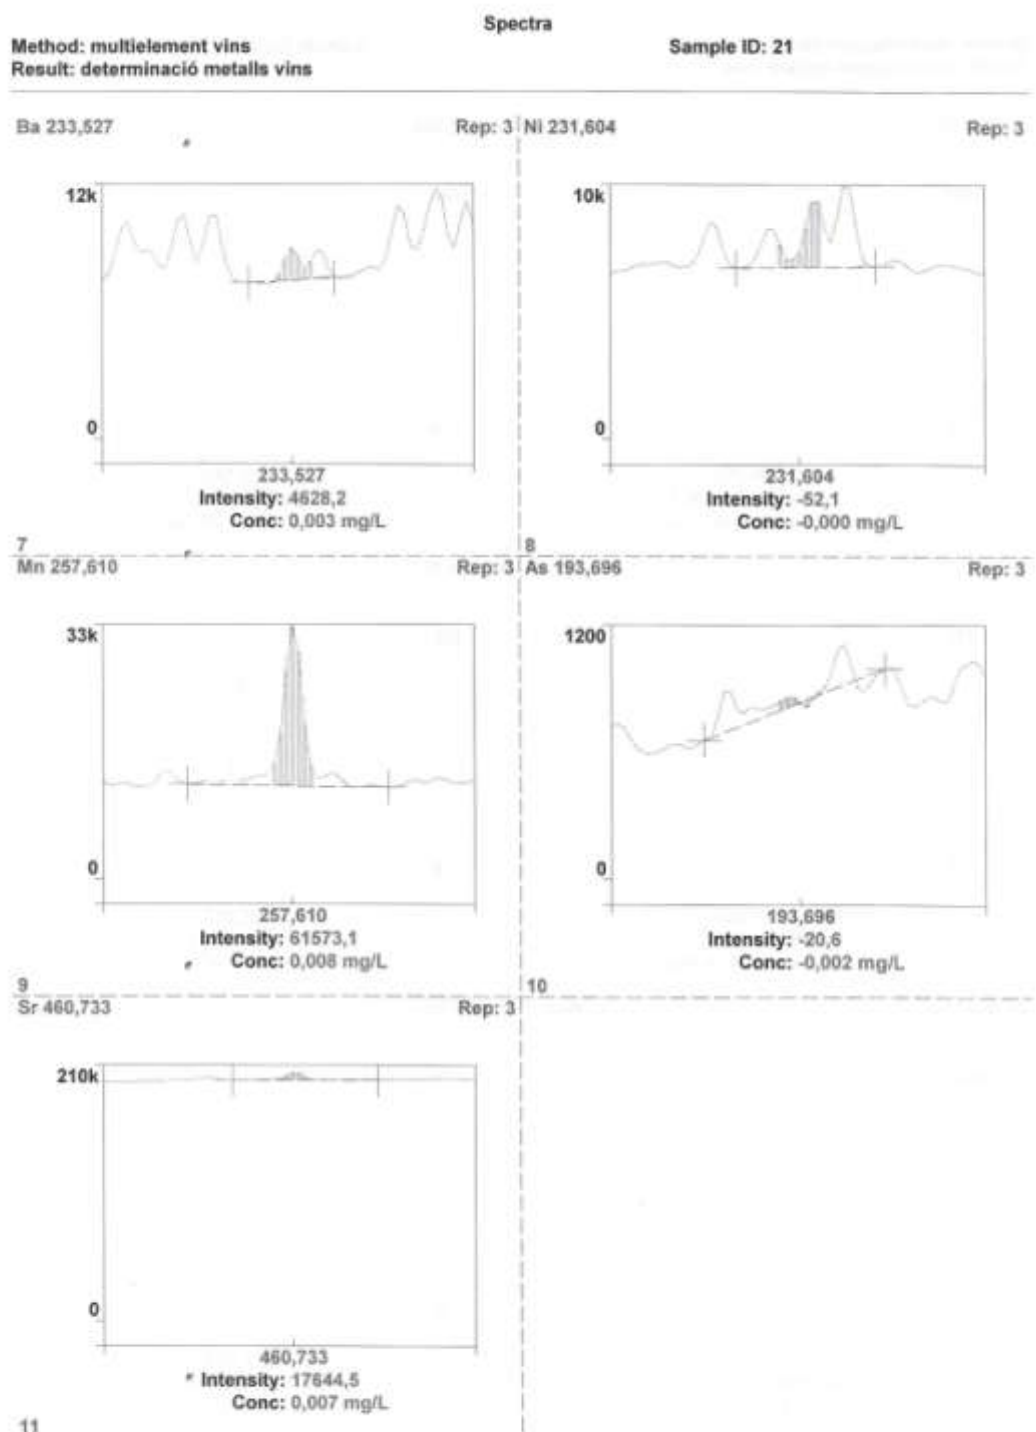 Spectra
Method: multielement vins
Sample ID: 21
Result: determinació metalls vins
Ba 233,527
Rep: 3
12k
0
233,527
Intensity: 4628,2
Conc: 0,003 mg/L
7
Ni 231,604
Rep: 3
10k
0
231,604
Intensity: -52,1
Conc: -0,000 mg/L
8
Mn 257,610
Rep: 3
33k
0
257,610
Intensity: 61573,1
Conc: 0,008 mg/L
9
As 193,696
Rep: 3
1200
0
193,696
Intensity: -20,6
Conc: -0,002 mg/L
10
Sr 460,733
Rep: 3
210k
0
460,733
Intensity: 17644,5
Conc: 0,007 mg/L
11